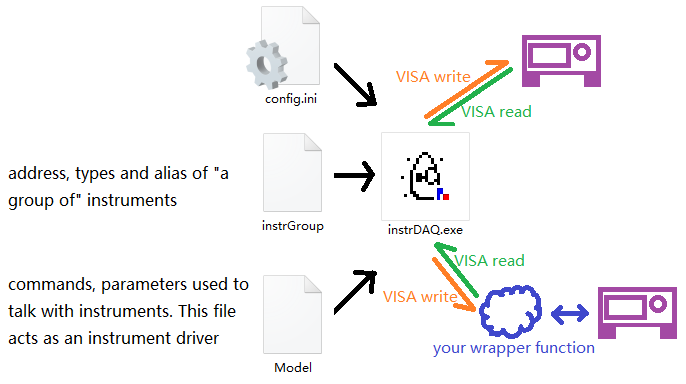 config.ini
VISA write
VISA read
address, types and alias of "a
group of" instruments
instrGroup
instrDAQ.exe
commands, parameters used to
talk with instruments. This file
acts as an instrument driver
Model
VISA read
VISA write
your wrapper function